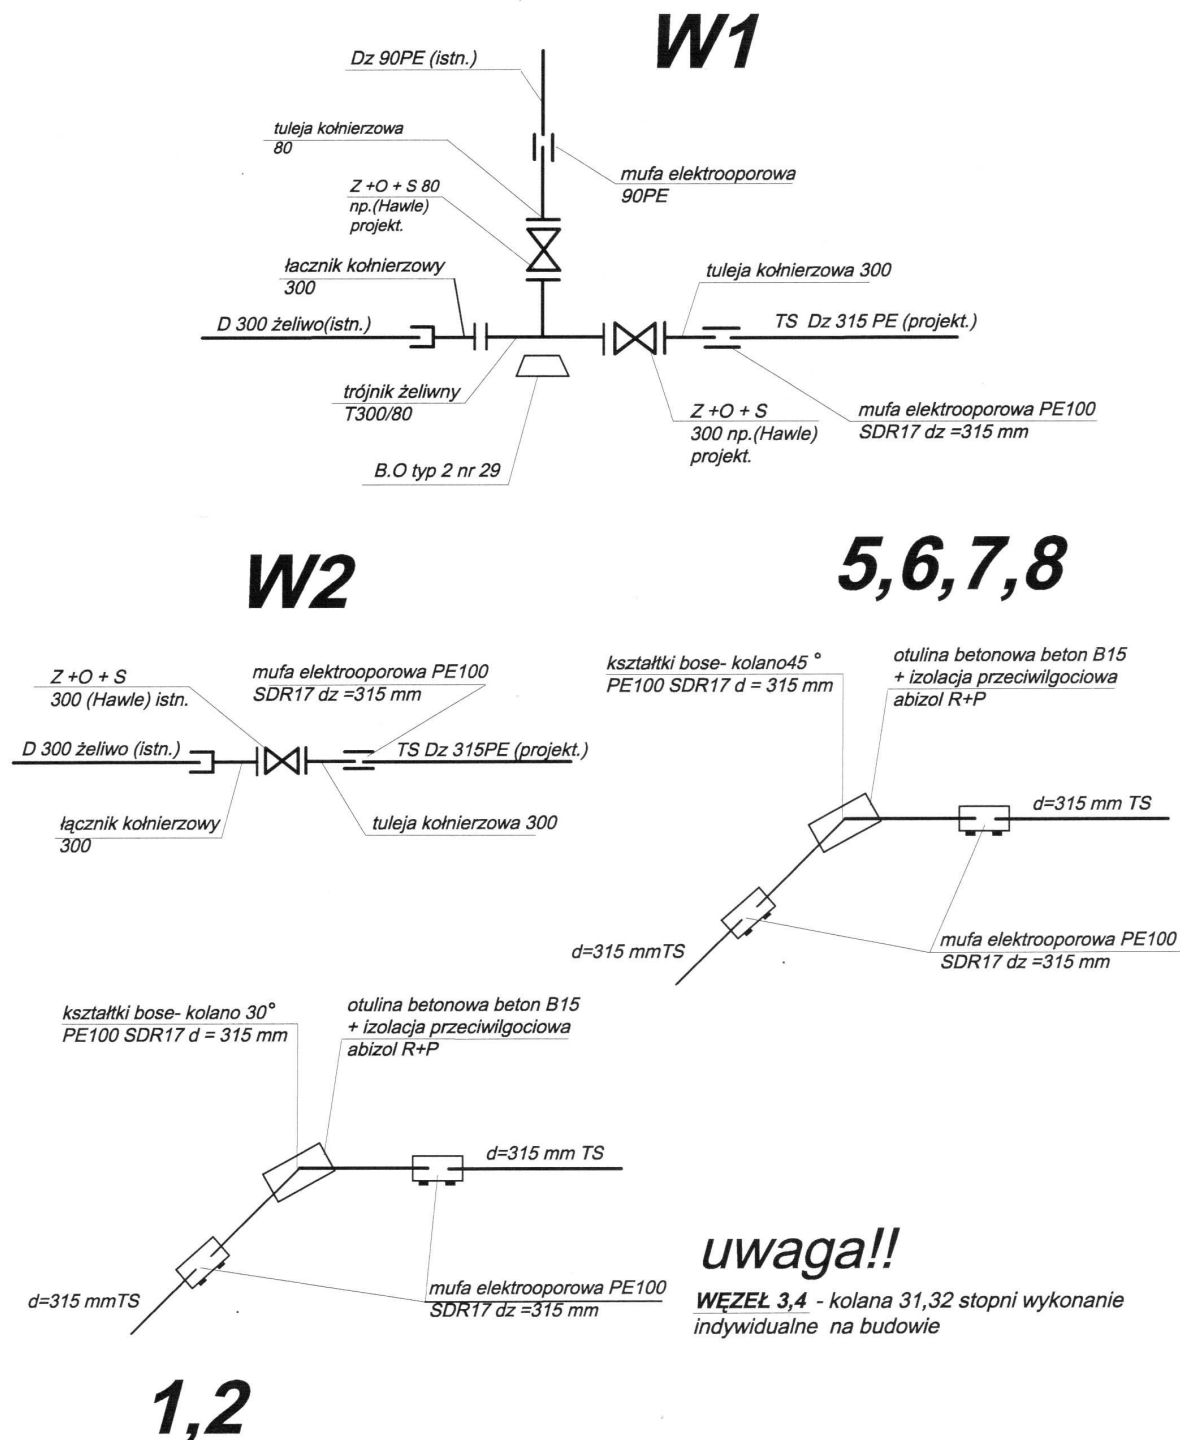 W1
Dz 90PE (istn.)
tuleja kołnierzowa
80
mufa elektrooporowa
90PE
Z +O + S 80
np.(Hawle)
projekt.
łacznik kołnierzowy
300
tuleja kołnierzowa 300
D 300 żeliwo(istn.)
TS Dz 315 PE (projekt.)
trójnik żeliwny
T300/80
Z +O + S
300 np.(Hawle)
projekt.
mufa elektrooporowa PE100
SDR17 dz =315 mm
B.O typ 2 nr 29
W2
Z +O + S
300 (Hawle) istn.
mufa elektrooporowa PE100
SDR17 dz =315 mm
D 300 żeliwo (istn.)
TS Dz 315PE (projekt.)
łącznik kołnierzowy
300
tuleja kołnierzowa 300
5,6,7,8
kształtki bose- kolano45 °
PE100 SDR17 d = 315 mm
otulina betonowa beton B15
+ izolacja przeciwilgociowa
abizol R+P
d=315 mm TS
d=315 mmTS
mufa elektrooporowa PE100
SDR17 dz =315 mm
kształtki bose- kolano 30°
PE100 SDR17 d = 315 mm
otulina betonowa beton B15
+ izolacja przeciwilgociowa
abizol R+P
d=315 mm TS
d=315 mmTS
mufa elektrooporowa PE100
SDR17 dz =315 mm
1,2
uwaga!!
WĘZEŁ 3,4 - kolana 31,32 stopni wykonanie
indywidualne na budowie